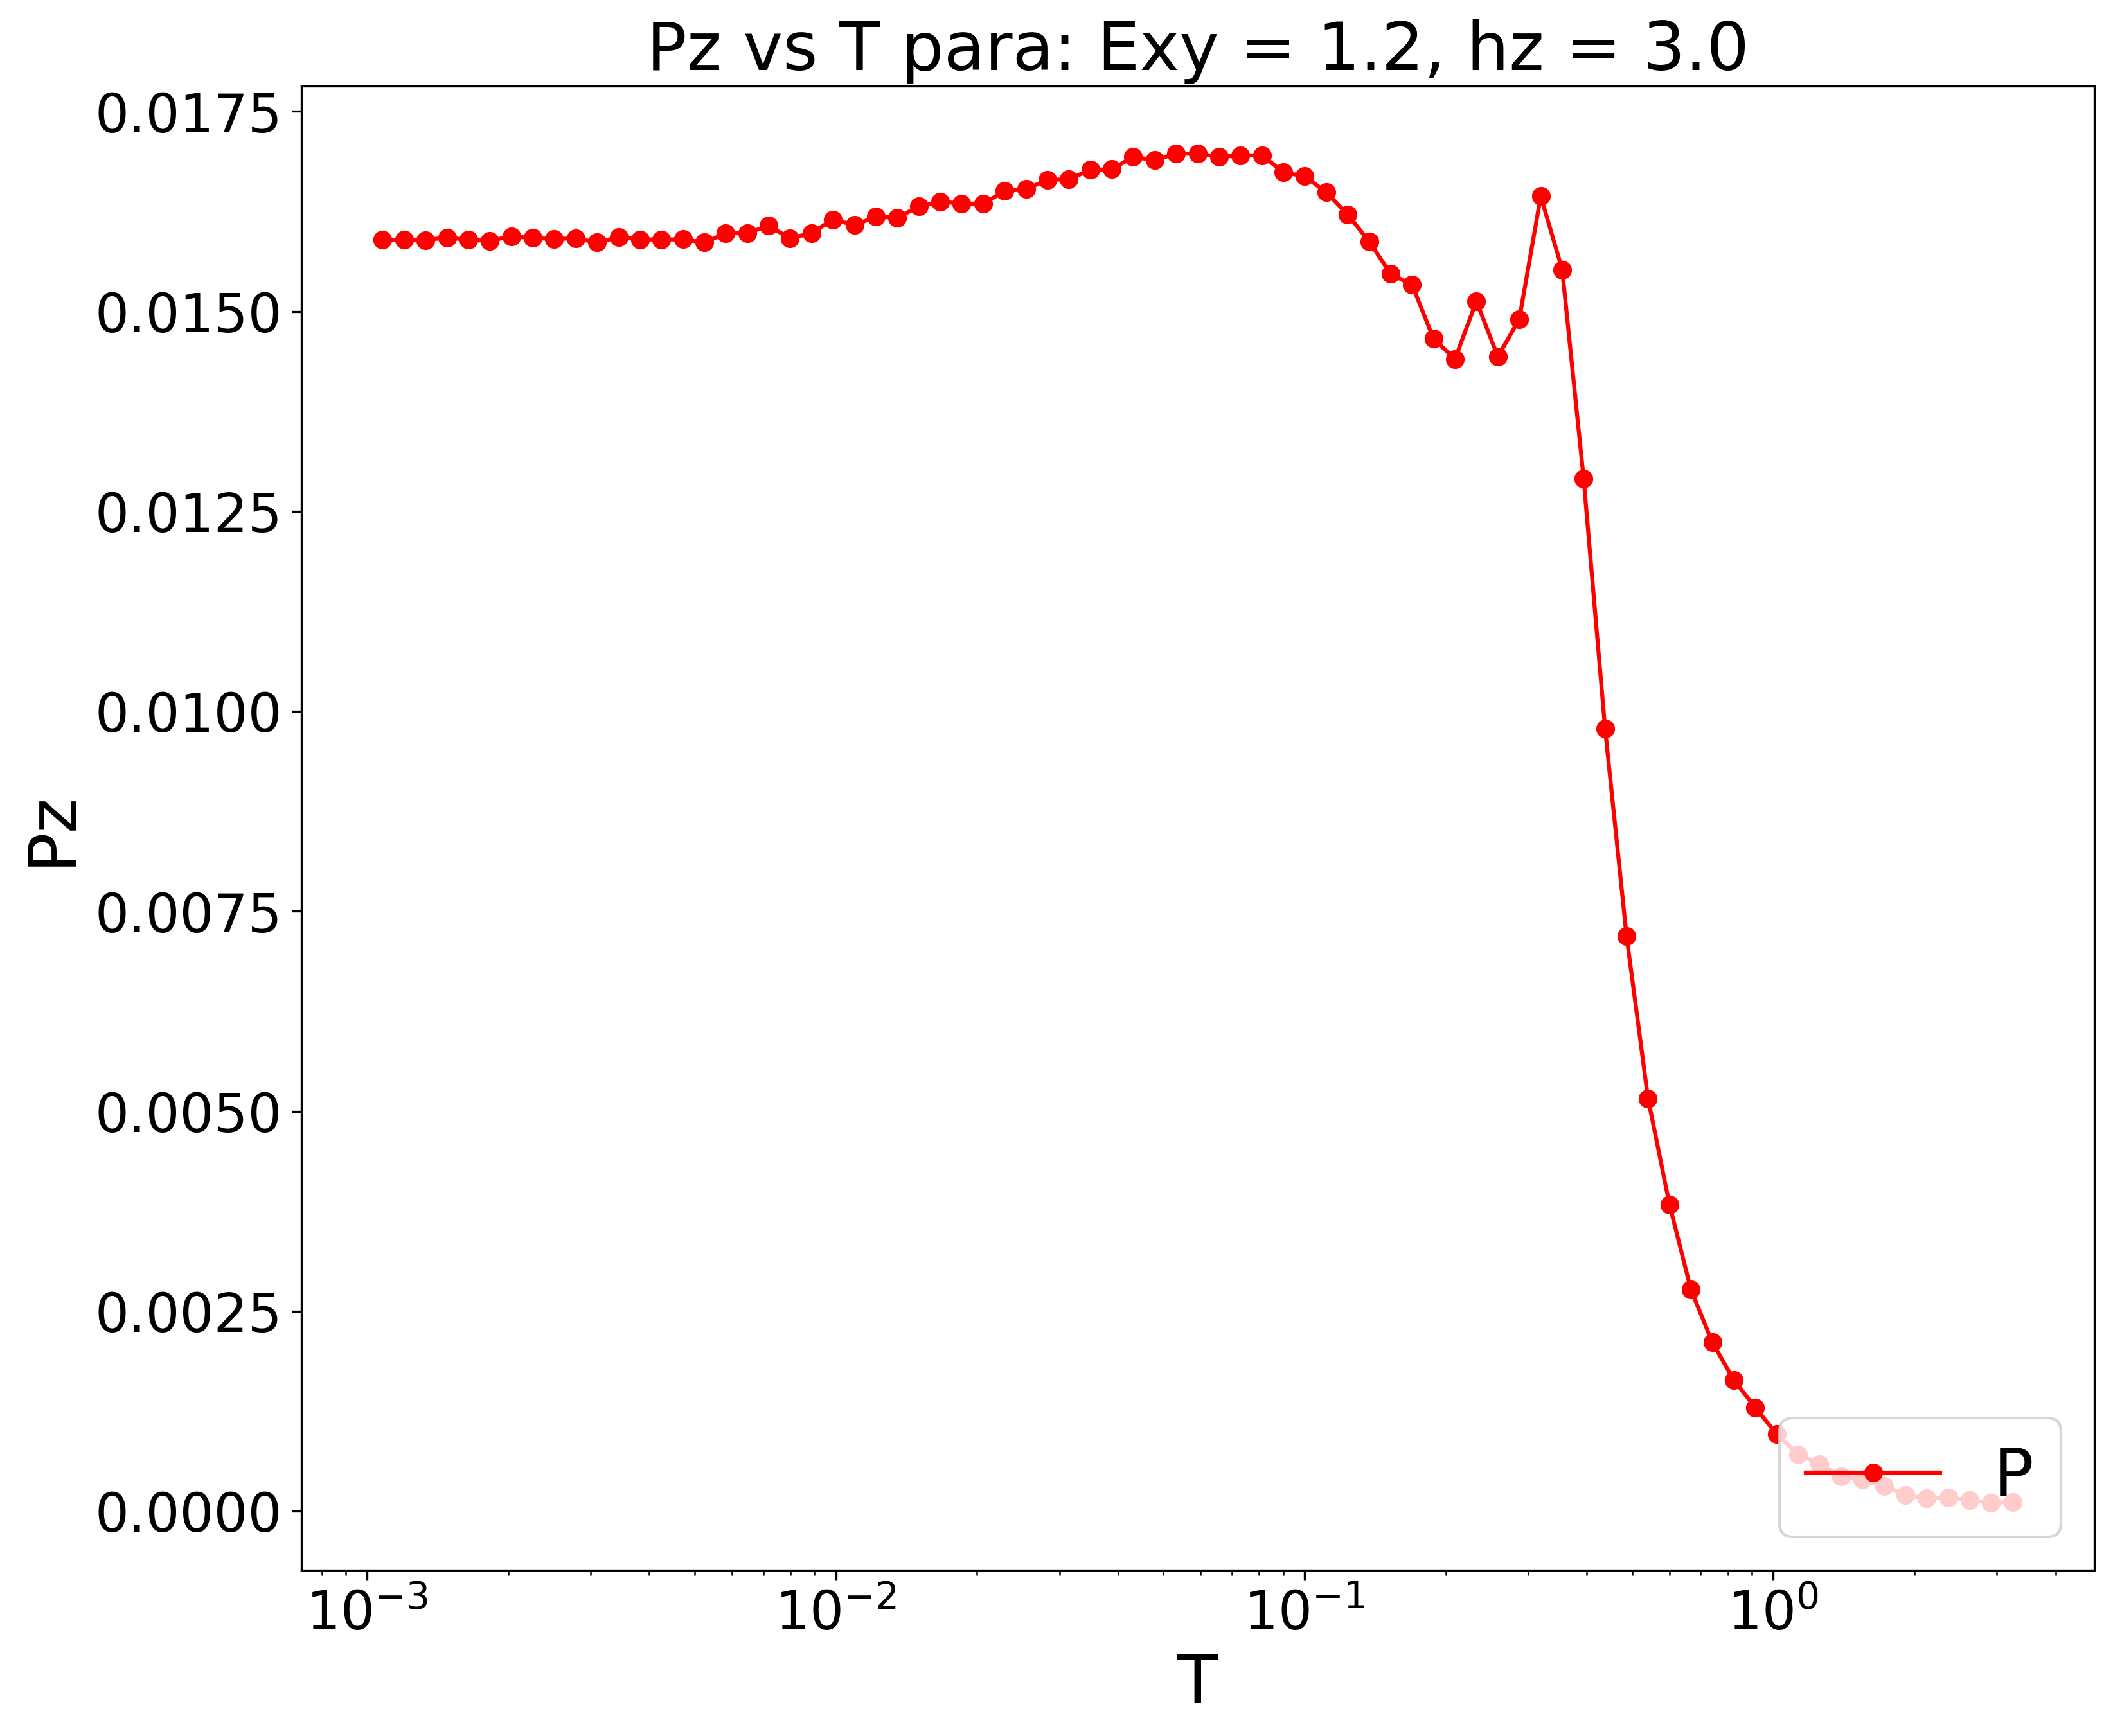 Pz vs T para: Exy = 1.2, hz = 3.0
0.0175
0.0150
0.0125
0.0100
0.0075
0.0050
0.0025
0.0000
Pz
P
10⁻³ 10⁻² 10⁻¹ 10⁰
T